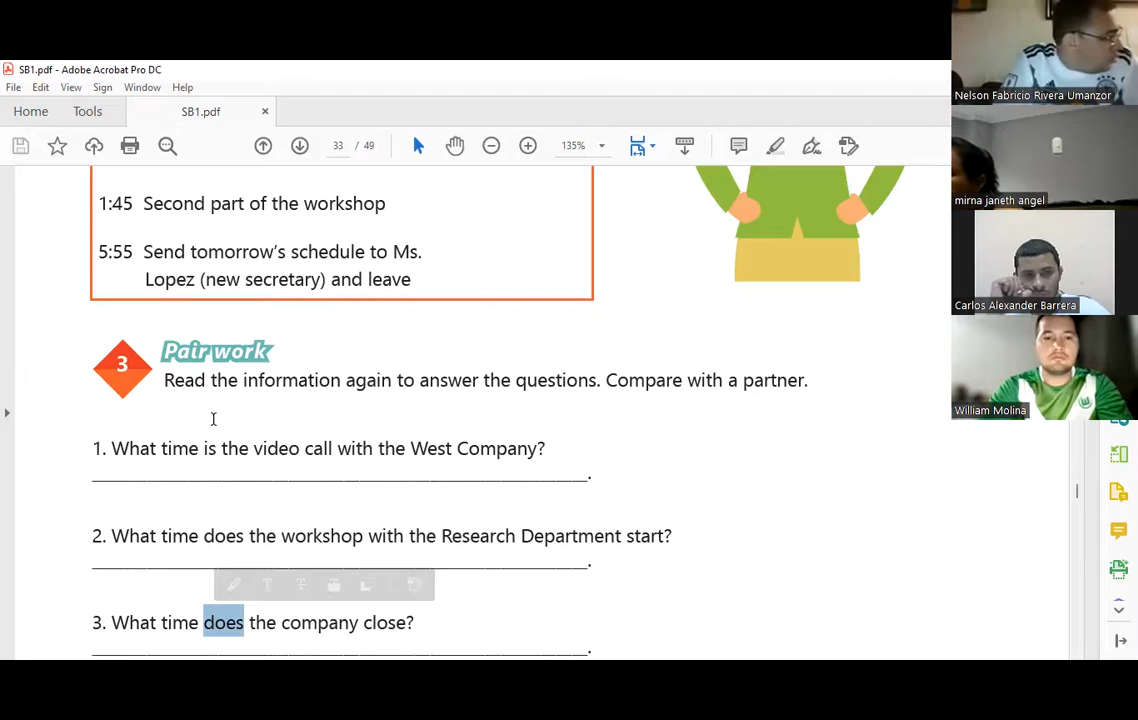 SB1.pdf - Adobe Acrobat Pro DC
File Edit View Sign Window Help
Home Tools SB1.pdf ×
33 / 49 135%
1:45 Second part of the workshop
5:55 Send tomorrow's schedule to Ms.
Lopez (new secretary) and leave
3 Pair work
Read the information again to answer the questions. Compare with a partner.
1. What time is the video call with the West Company?
2. What time does the workshop with the Research Department start?
3. What time does the company close?
Nelson Fabricio Rivera Umanzor
mirna janeth angel
Carlos Alexander Barrera
William Molina